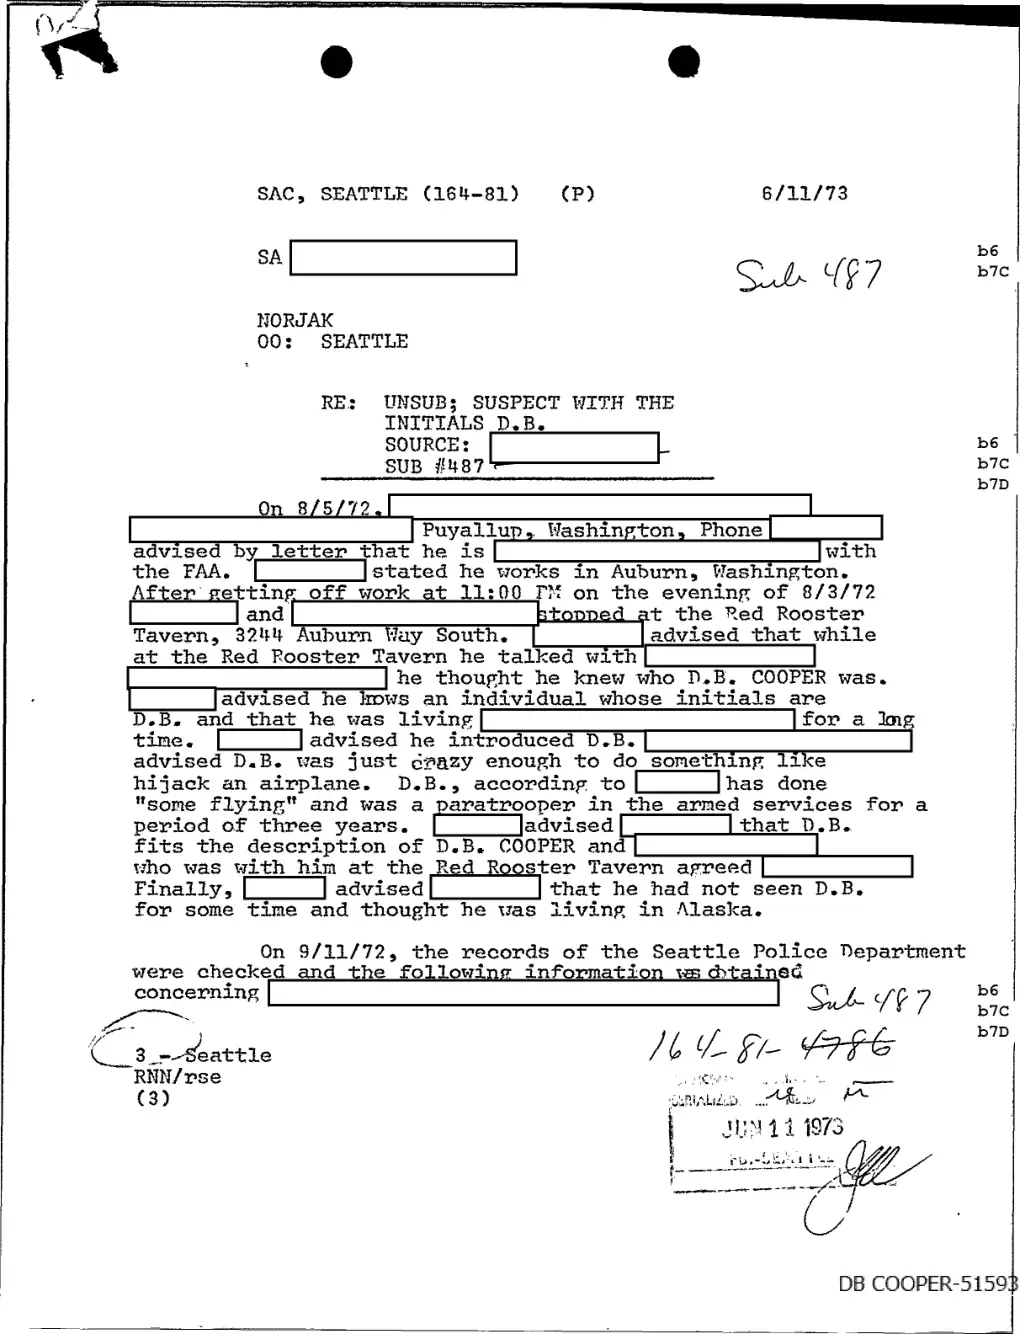 SAC, SEATTLE (164-81) (P) 6/11/73
SA b6
Sub 487 b7C
NORJAK
OO: SEATTLE
RE: UNSUB; SUSPECT WITH THE
INITIALS D.B.
SOURCE: b6
SUB #487 b7C
b7D
On 8/5/72,
Puyallup, Washington, Phone
advised by letter that he is with
the FAA. stated he works in Auburn, Washington.
After getting off work at 11:00 PM on the evening of 8/3/72
and stopped at the Red Rooster
Tavern, 3244 Auburn Way South. advised that while
at the Red Rooster Tavern he talked with
he thought he knew who D.B. COOPER was.
advised he knows an individual whose initials are
D.B. and that he was living for a long
time. advised he introduced D.B.
advised D.B. was just crazy enough to do something like
hijack an airplane. D.B., according to has done
"some flying" and was a paratrooper in the armed services for a
period of three years. advised that D.B.
fits the description of D.B. COOPER and
who was with him at the Red Rooster Tavern agreed
Finally, advised that he had not seen D.B.
for some time and thought he was living in Alaska.
On 9/11/72, the records of the Seattle Police Department
were checked and the following information was obtained
concerning b6
Sub 487 b7C
b7D
3 - Seattle 164-81-4786
RNN/rse
(3) SERIALIZED
JUN 11 1973
FBI-SEATTLE
DB COOPER-51593